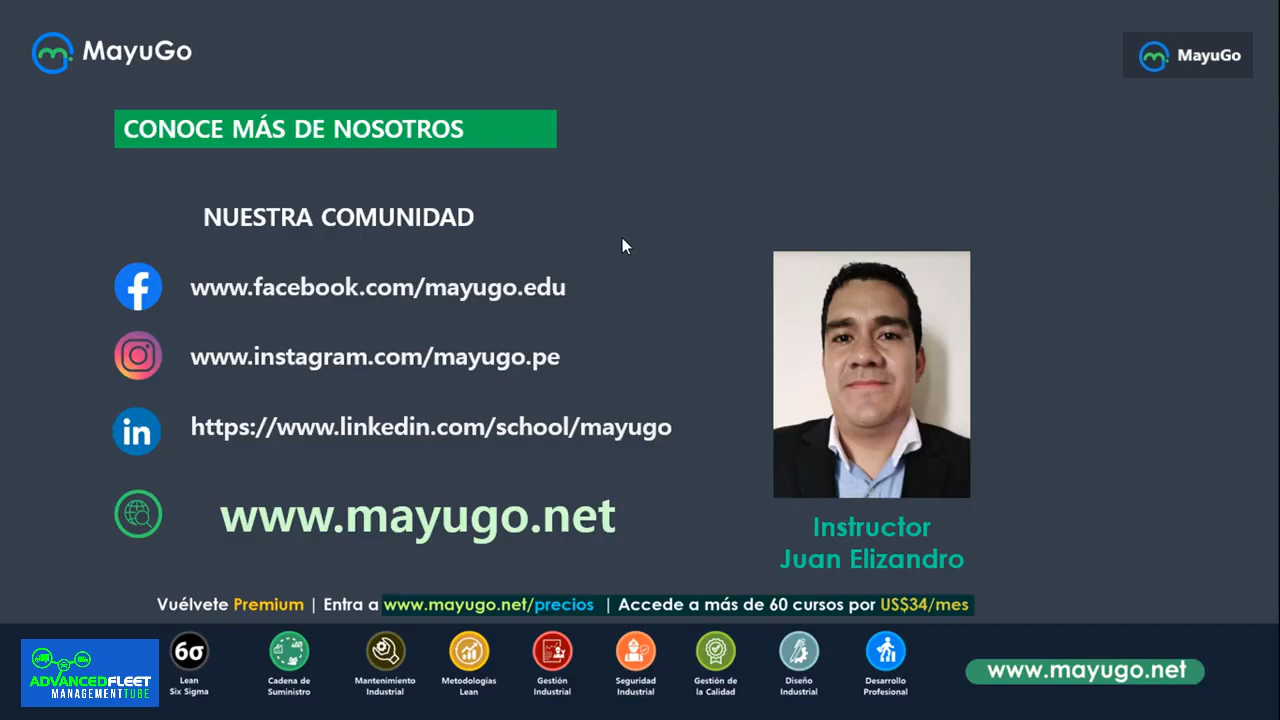 MayuGo
MayuGo
CONOCE MÁS DE NOSOTROS
NUESTRA COMUNIDAD
www.facebook.com/mayugo.edu
www.instagram.com/mayugo.pe
https://www.linkedin.com/school/mayugo
www.mayugo.net
Instructor
Juan Elizandro
Vuélvete Premium | Entra a www.mayugo.net/precios | Accede a más de 60 cursos por US$34/mes
ADVANCEDFLEET
MANAGEMENTTUBE
6σ
Lean
Six Sigma
Cadena de
Suministro
Mantenimiento
Industrial
Metodologías
Lean
Gestión
Industrial
Seguridad
Industrial
Gestión de
la Calidad
Diseño
Industrial
Desarrollo
Profesional
www.mayugo.net